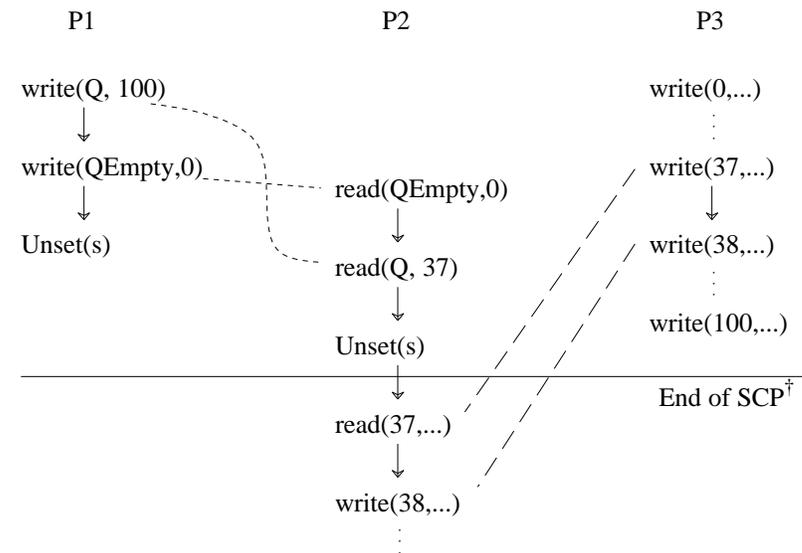 P1 P2 P3
write(Q, 100) write(0,...)
write(QEmpty,0) write(37,...)
read(QEmpty,0)
Unset(s) write(38,...)
read(Q, 37)
write(100,...)
Unset(s)
End of SCP†
read(37,...)
write(38,...)